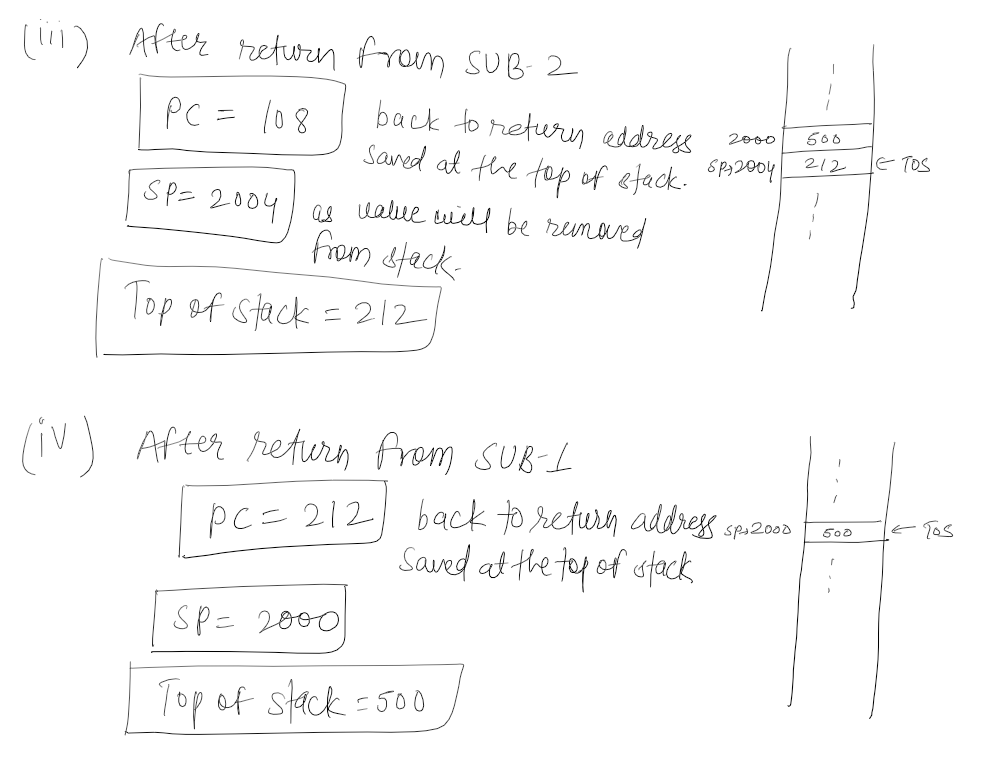 (iii) After return from SUB-2
PC = 108 back to return address
saved at the top of stack.
SP = 2004 as value will be removed
from stack.
Top of stack = 212
2000 500
SP→2004 212 ← TOS
(iv) After return from SUB-1
PC = 212 back to return address
saved at the top of stack
SP = 2000
Top of stack = 500
SP→2000 500 ← TOS